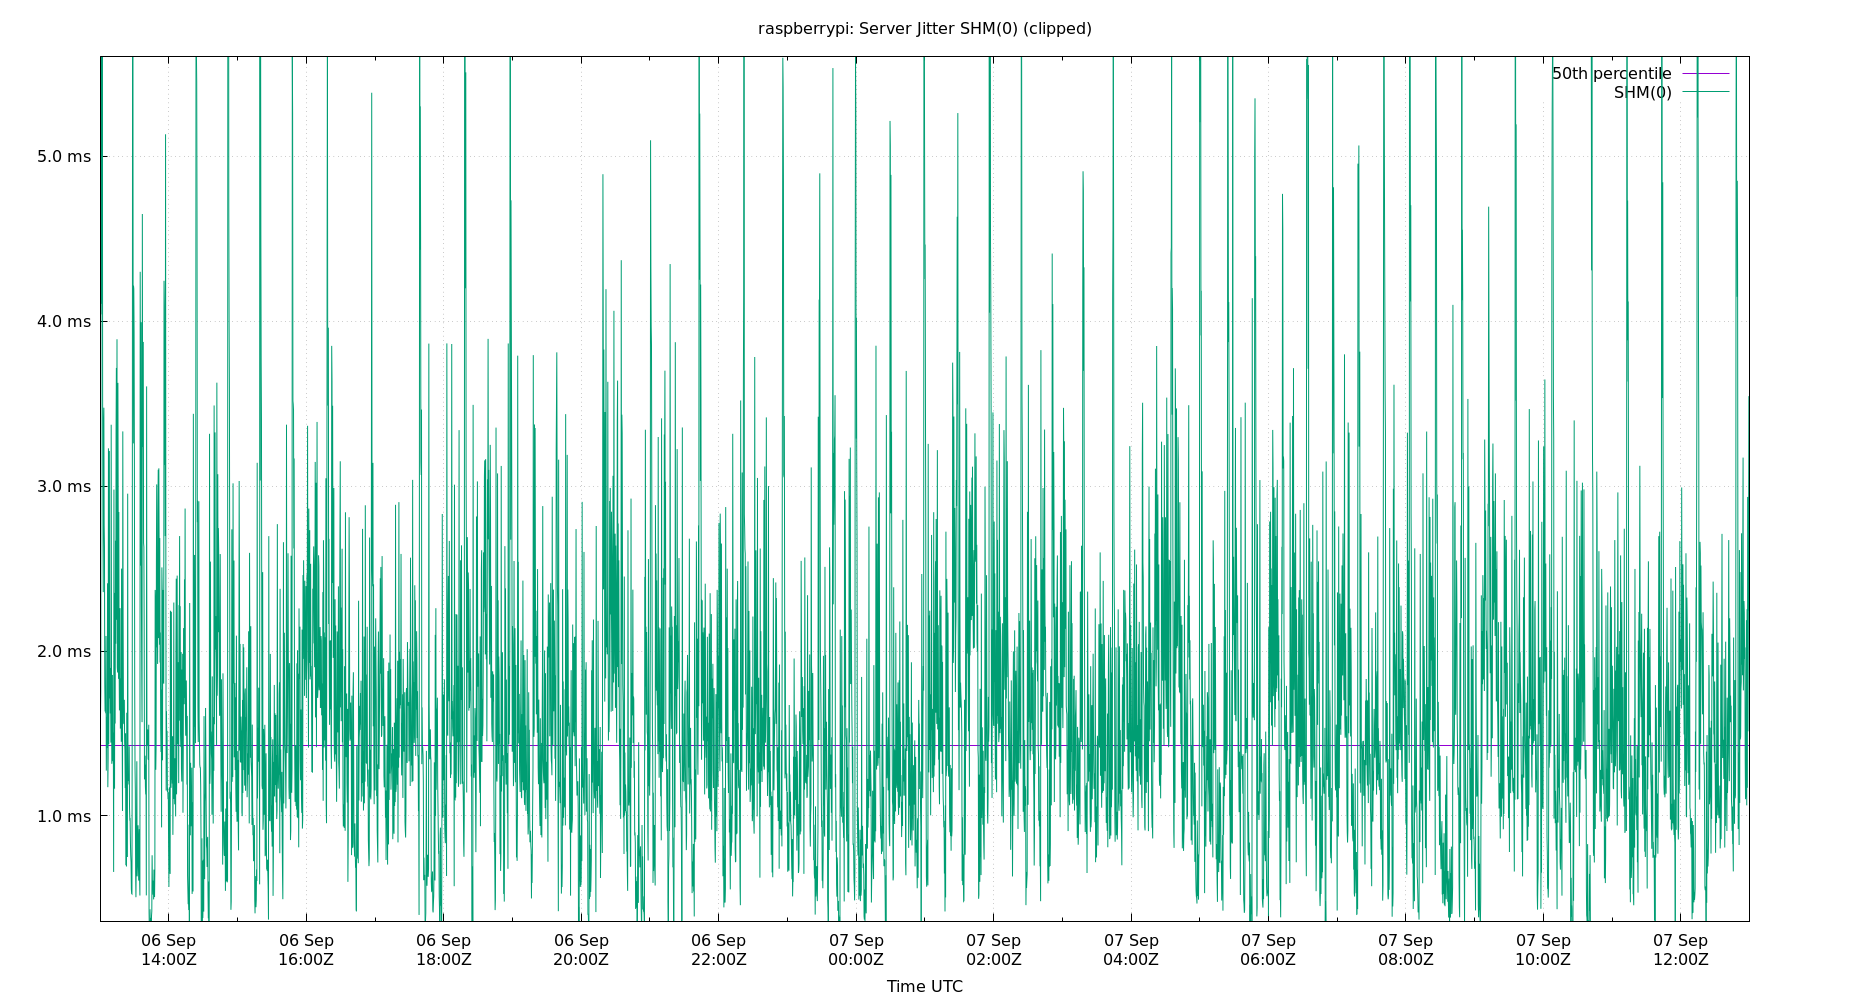 raspberrypi: Server Jitter SHM(0) (clipped)
50th percentile
SHM(0)
5.0 ms
4.0 ms
3.0 ms
2.0 ms
1.0 ms
06 Sep 06 Sep 06 Sep 06 Sep 06 Sep 07 Sep 07 Sep 07 Sep 07 Sep 07 Sep 07 Sep 07 Sep
14:00Z 16:00Z 18:00Z 20:00Z 22:00Z 00:00Z 02:00Z 04:00Z 06:00Z 08:00Z 10:00Z 12:00Z
Time UTC